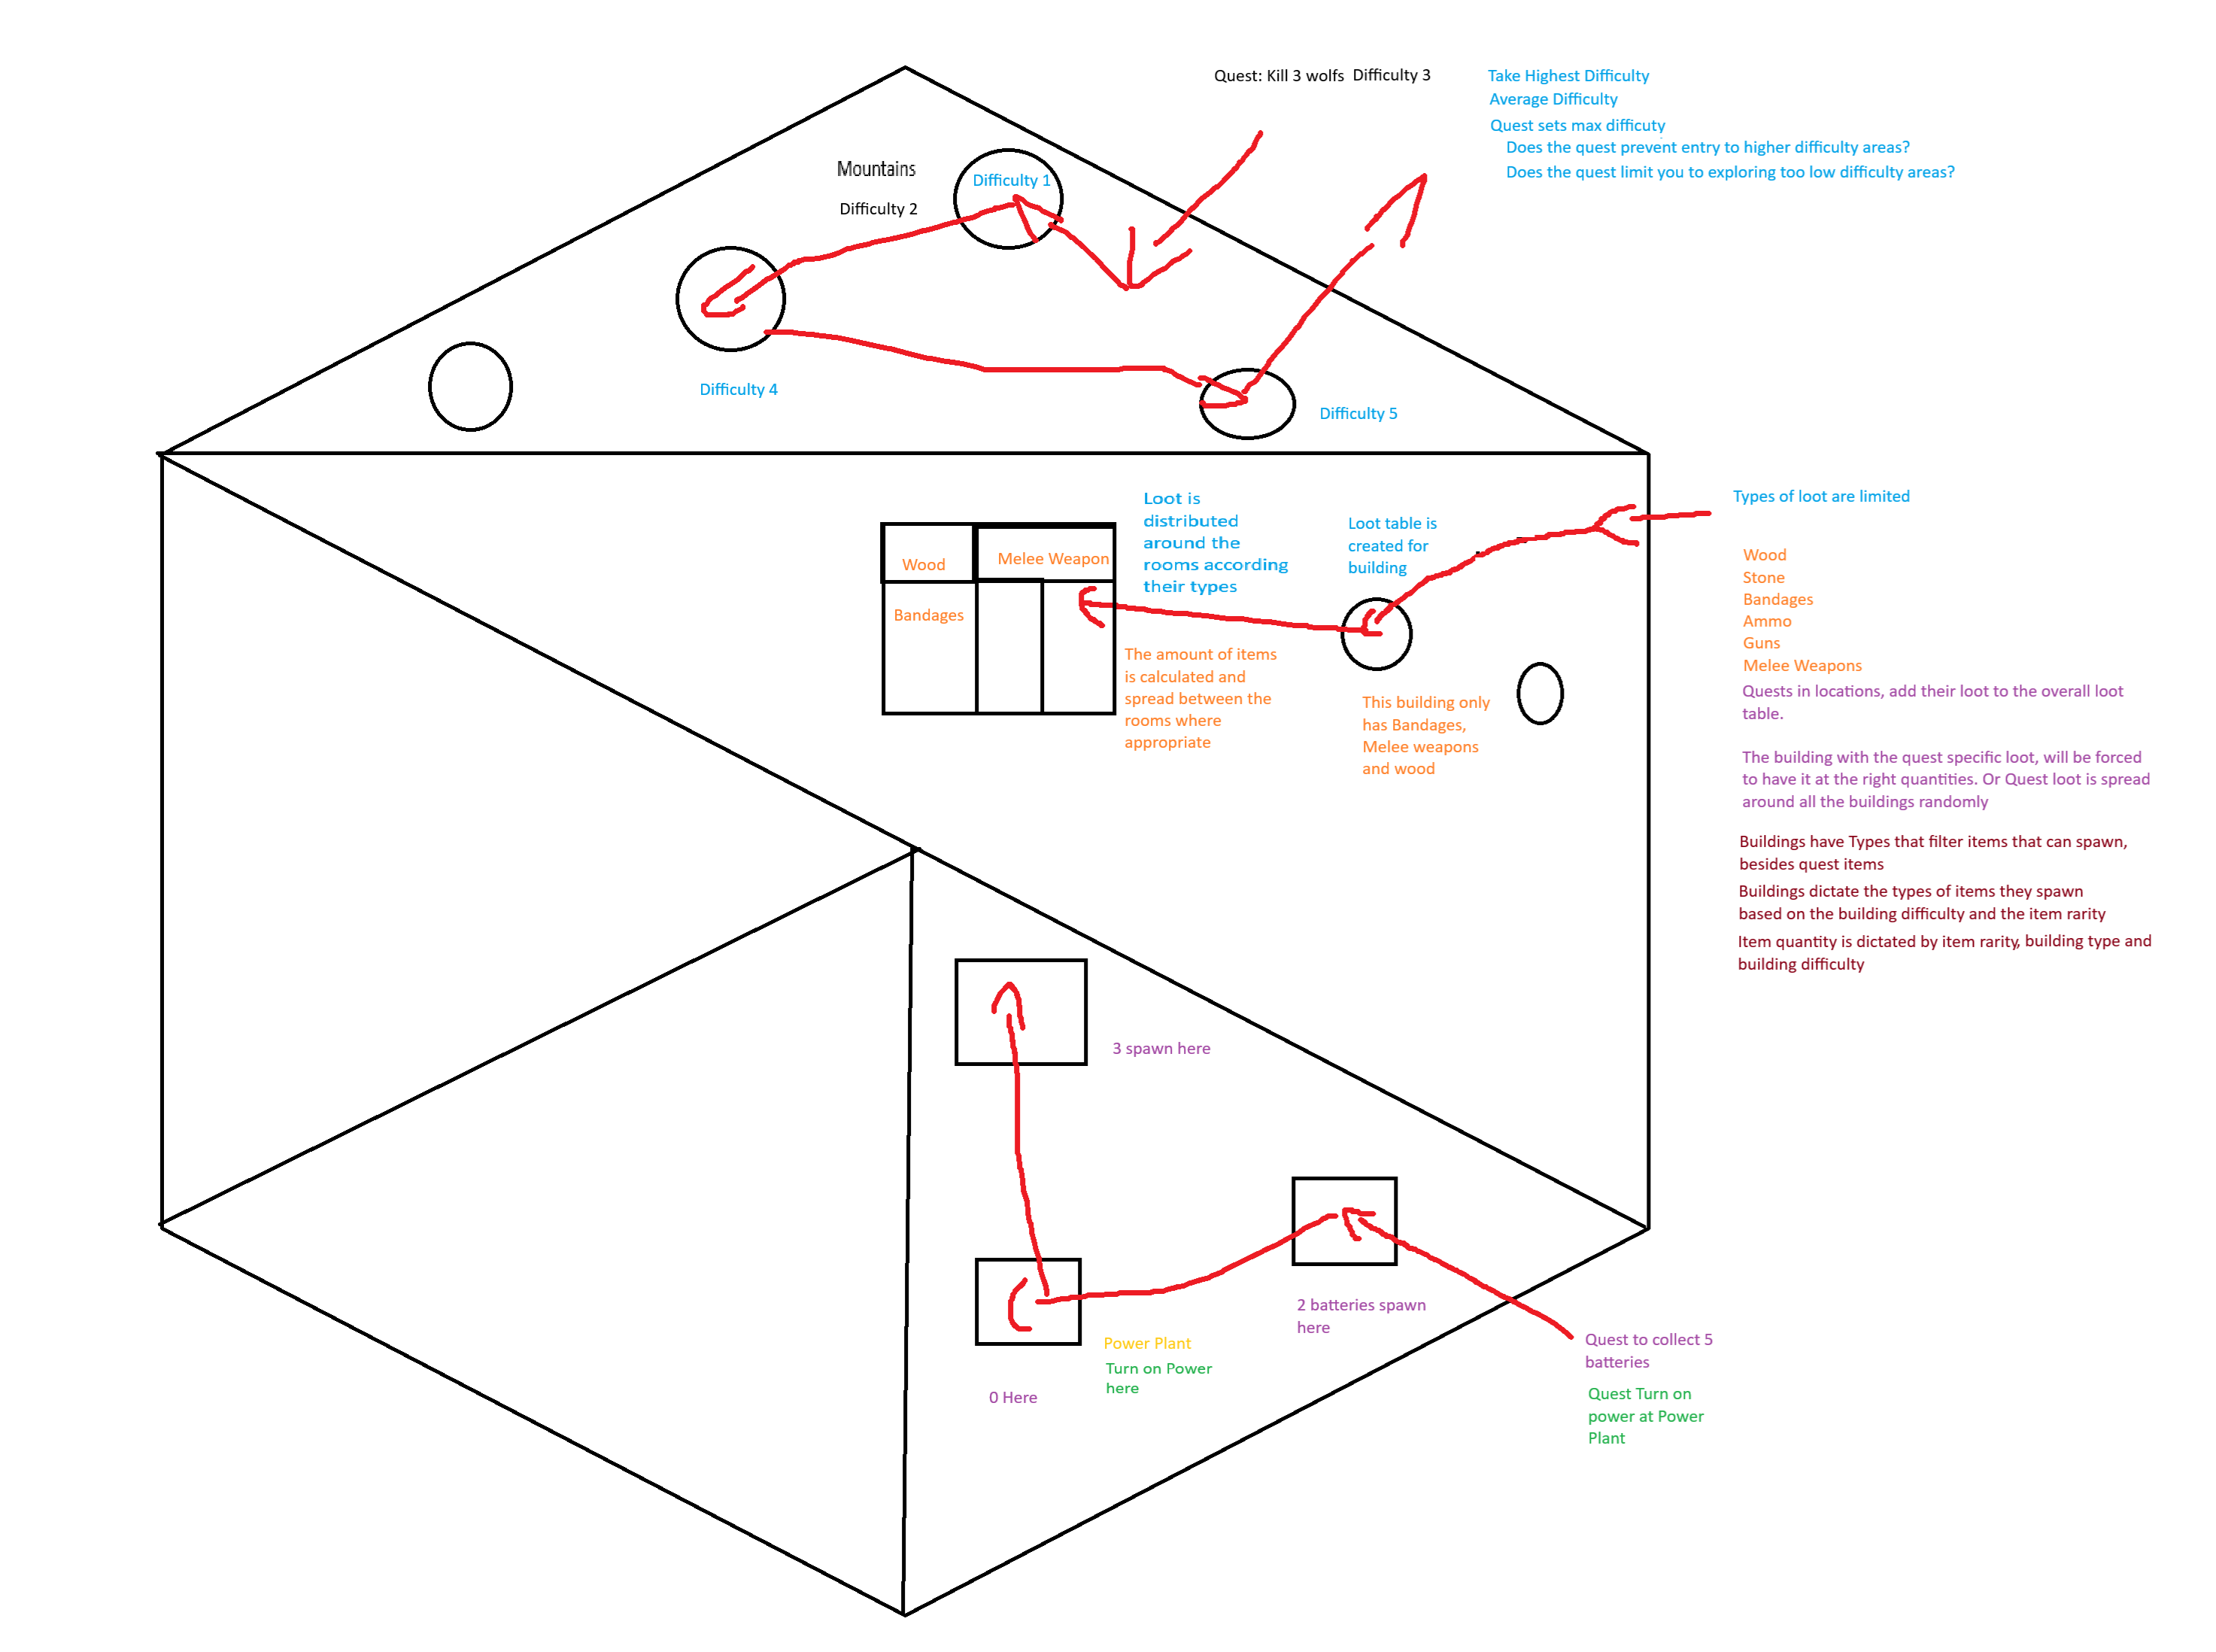 Quest: Kill 3 wolfs  Difficulty 3
Take Highest Difficulty
Average Difficulty
Quest sets max difficuty
Does the quest prevent entry to higher difficulty areas?
Does the quest limit you to exploring too low difficulty areas?
Mountains
Difficulty 2
Difficulty 1
Difficulty 4
Difficulty 5
Wood
Melee Weapon
Bandages
Loot is
distributed
around the
rooms according
their types
The amount of items
is calculated and
spread between the
rooms where
appropriate
Loot table is
created for
building
This building only
has Bandages,
Melee weapons
and wood
Types of loot are limited
Wood
Stone
Bandages
Ammo
Guns
Melee Weapons
Quests in locations, add their loot to the overall loot
table.
The building with the quest specific loot, will be forced
to have it at the right quantities. Or Quest loot is spread
around all the buildings randomly
Buildings have Types that filter items that can spawn,
besides quest items
Buildings dictate the types of items they spawn
based on the building difficulty and the item rarity
Item quantity is dictated by item rarity, building type and
building difficulty
3 spawn here
Power Plant
Turn on Power
here
0 Here
2 batteries spawn
here
Quest to collect 5
batteries
Quest Turn on
power at Power
Plant